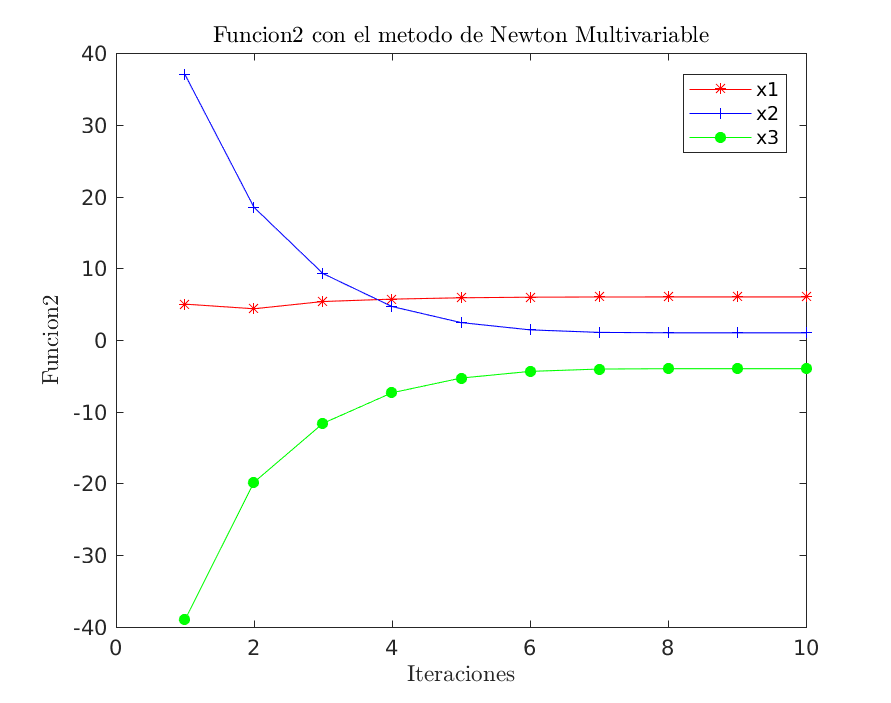 Funcion2 con el metodo de Newton Multivariable
40
30
20
10
0
-10
-20
-30
-40
Funcion2
x1
x2
x3
0 2 4 6 8 10
Iteraciones